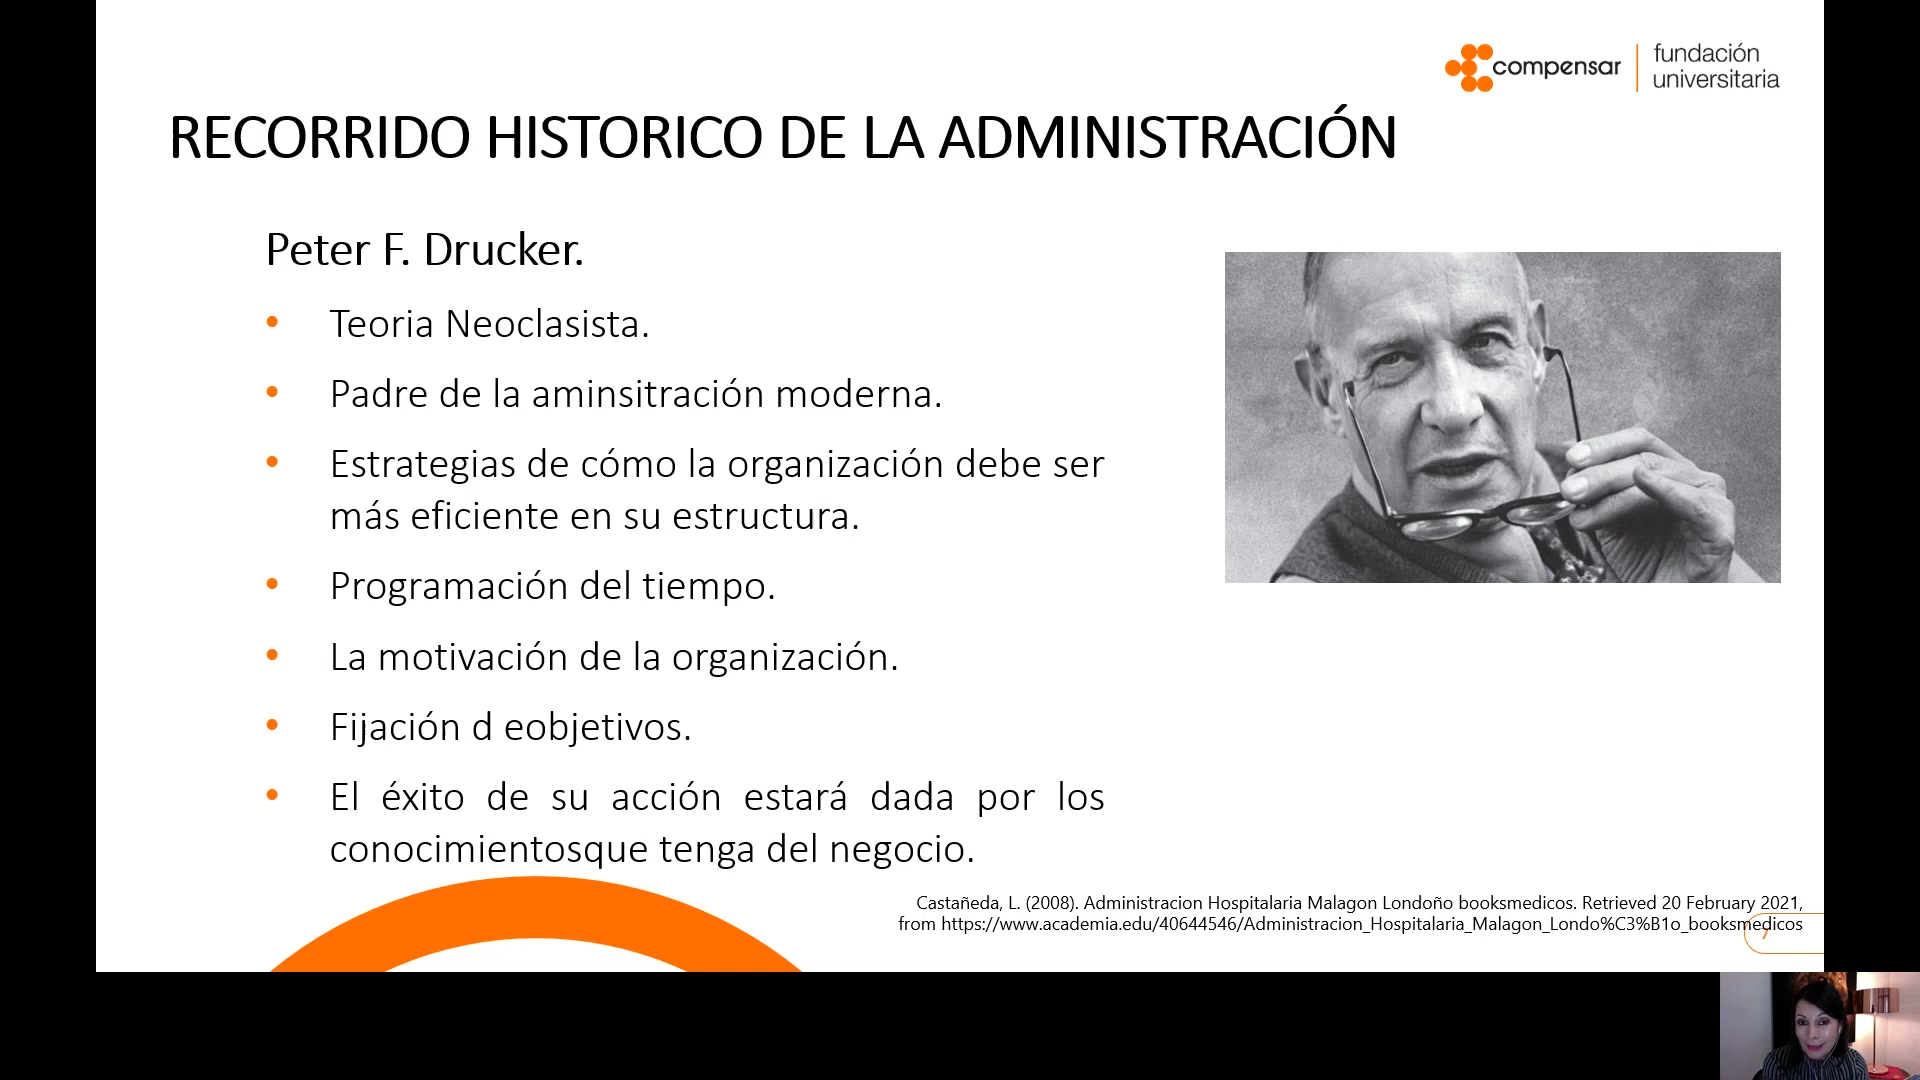 compensar
fundación
universitaria
RECORRIDO HISTORICO DE LA ADMINISTRACIÓN
Peter F. Drucker.
• Teoria Neoclasista.
• Padre de la aminsitración moderna.
• Estrategias de cómo la organización debe ser
más eficiente en su estructura.
• Programación del tiempo.
• La motivación de la organización.
• Fijación d eobjetivos.
• El éxito de su acción estará dada por los
conocimientosque tenga del negocio.
Castañeda, L. (2008). Administracion Hospitalaria Malagon Londoño booksmedicos. Retrieved 20 February 2021,
from https://www.academia.edu/40644546/Administracion_Hospitalaria_Malagon_Londo%C3%B1o_booksmedicos
7